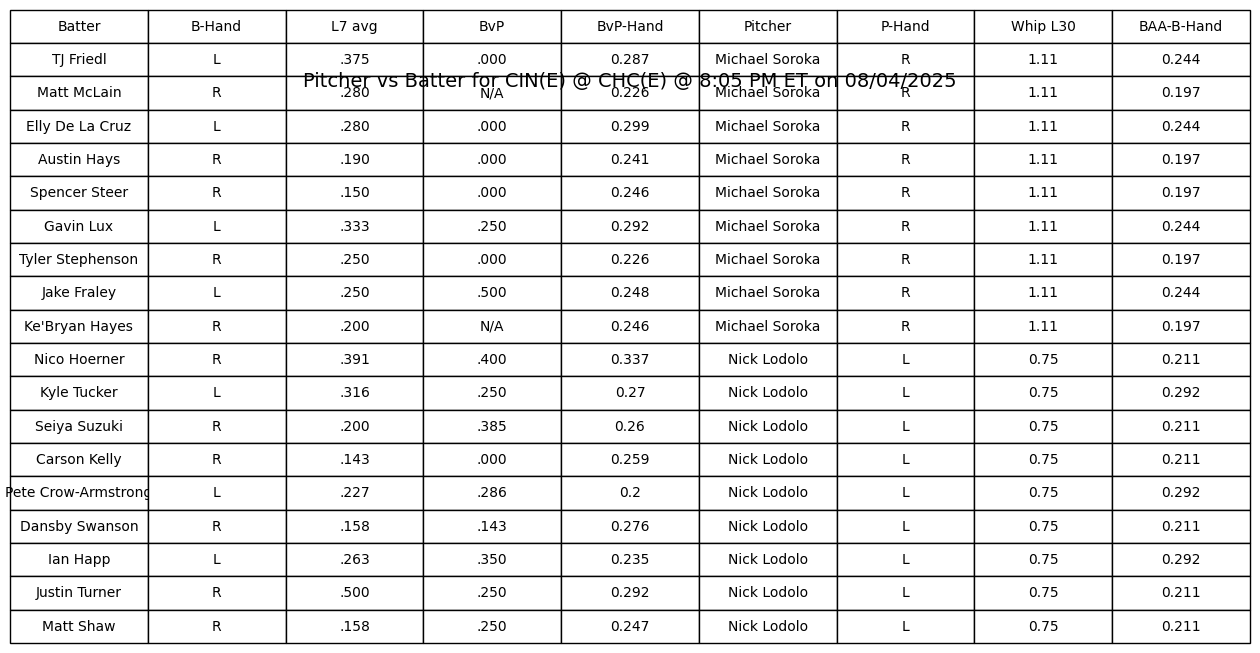 Batter B-Hand L7 avg BvP BvP-Hand Pitcher P-Hand Whip L30 BAA-B-Hand
TJ Friedl L .375 .000 0.287 Michael Soroka R 1.11 0.244
Pitcher vs Batter for CIN(E) @ CHC(E) @ 8:05 PM ET on 08/04/2025
Matt McLain R .280 N/A 0.226 Michael Soroka R 1.11 0.197
Elly De La Cruz L .280 .000 0.299 Michael Soroka R 1.11 0.244
Austin Hays R .190 .000 0.241 Michael Soroka R 1.11 0.197
Spencer Steer R .150 .000 0.246 Michael Soroka R 1.11 0.197
Gavin Lux L .333 .250 0.292 Michael Soroka R 1.11 0.244
Tyler Stephenson R .250 .000 0.226 Michael Soroka R 1.11 0.197
Jake Fraley L .250 .500 0.248 Michael Soroka R 1.11 0.244
Ke'Bryan Hayes R .200 N/A 0.246 Michael Soroka R 1.11 0.197
Nico Hoerner R .391 .400 0.337 Nick Lodolo L 0.75 0.211
Kyle Tucker L .316 .250 0.27 Nick Lodolo L 0.75 0.292
Seiya Suzuki R .200 .385 0.26 Nick Lodolo L 0.75 0.211
Carson Kelly R .143 .000 0.259 Nick Lodolo L 0.75 0.211
Pete Crow-Armstrong L .227 .286 0.2 Nick Lodolo L 0.75 0.292
Dansby Swanson R .158 .143 0.276 Nick Lodolo L 0.75 0.211
Ian Happ L .263 .350 0.235 Nick Lodolo L 0.75 0.292
Justin Turner R .500 .250 0.292 Nick Lodolo L 0.75 0.211
Matt Shaw R .158 .250 0.247 Nick Lodolo L 0.75 0.211